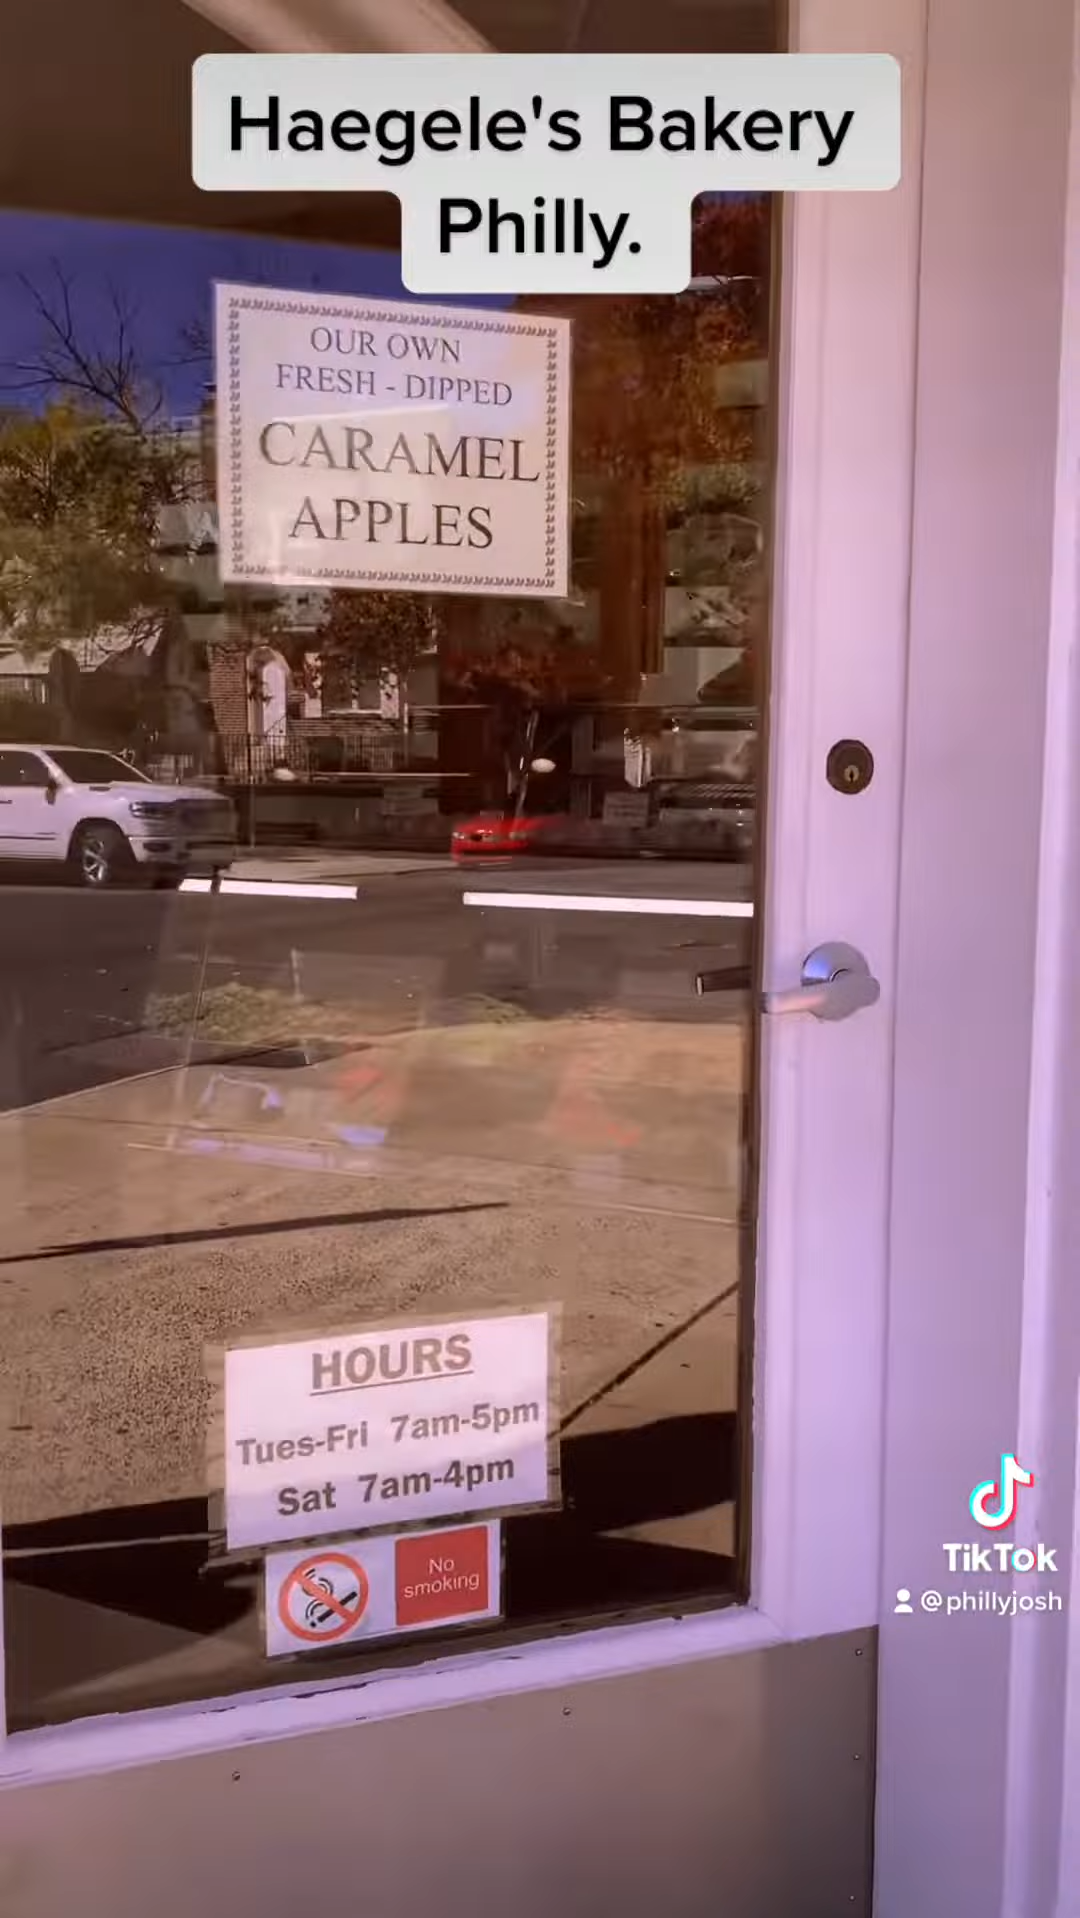 Haegele's Bakery
Philly.
OUR OWN
FRESH - DIPPED
CARAMEL
APPLES
HOURS
Tues-Fri 7am-5pm
Sat 7am-4pm
No
smoking
TikTok
@phillyjosh